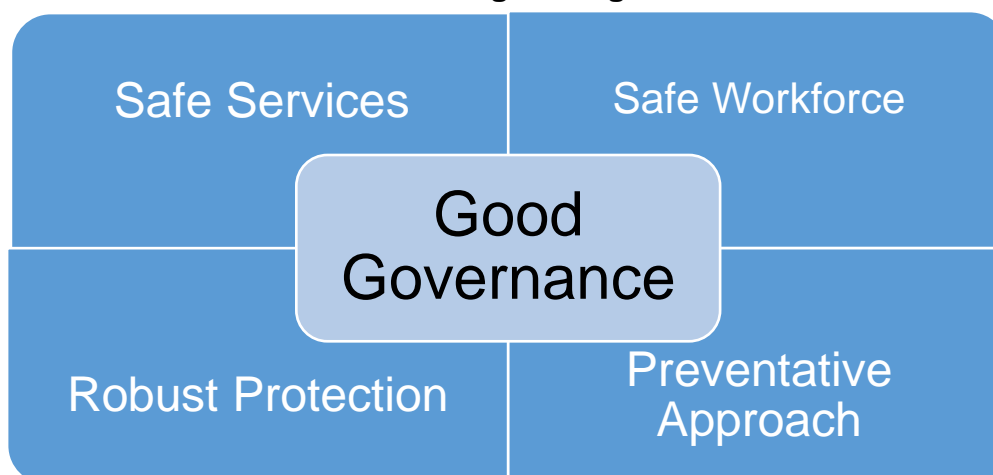 Safe Services
Safe Workforce
Good
Governance
Robust Protection
Preventative
Approach